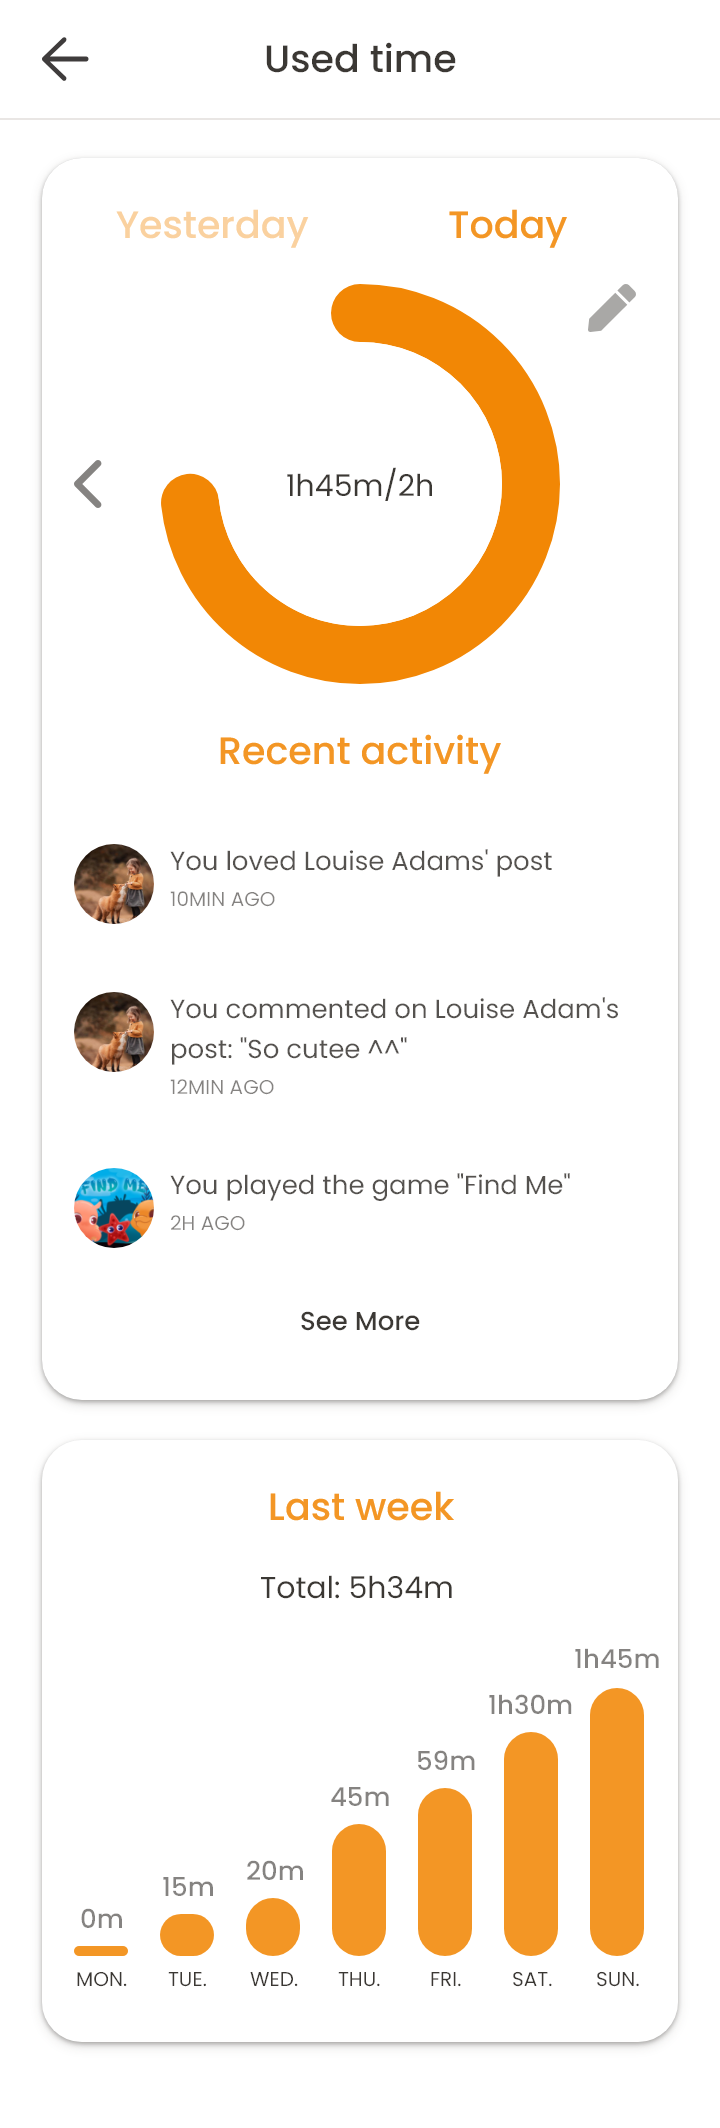 Used time
Yesterday
Today
1h45m/2h
Recent activity
You loved Louise Adams' post
10MIN AGO
You commented on Louise Adam's
post: "So cutee ^^"
12MIN AGO
FIND ME
You played the game "Find Me"
2H AGO
See More
Last week
Total: 5h34m
1h45m
1h30m
59m
45m
20m
15m
0m
MON. TUE. WED. THU. FRI. SAT. SUN.